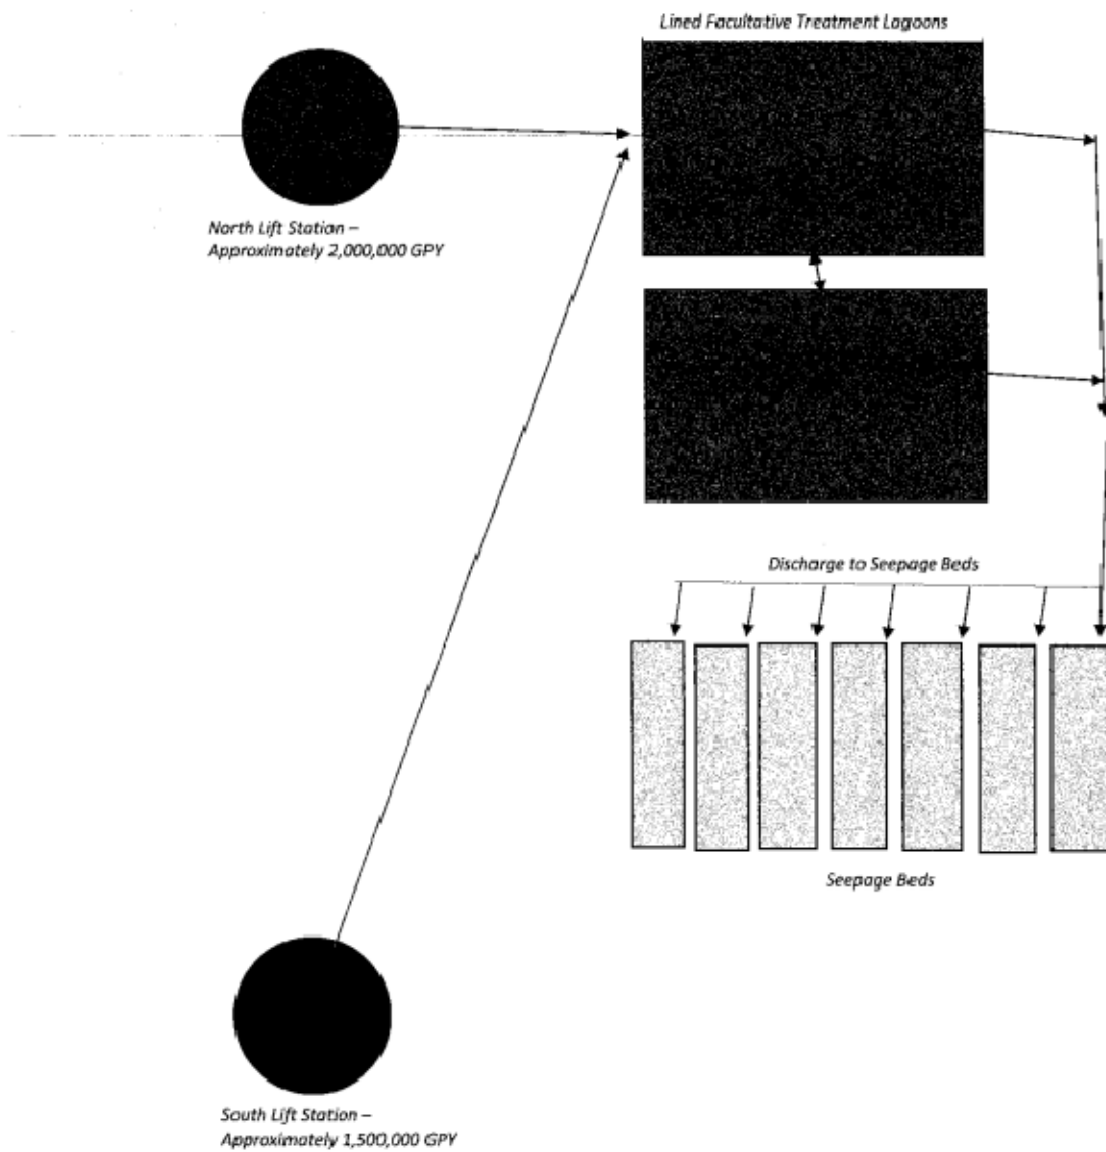 Lined Facultative Treatment Lagoons
North Lift Station –
Approximately 2,000,000 GPY
Discharge to Seepage Beds
Seepage Beds
South Lift Station –
Approximately 1,500,000 GPY